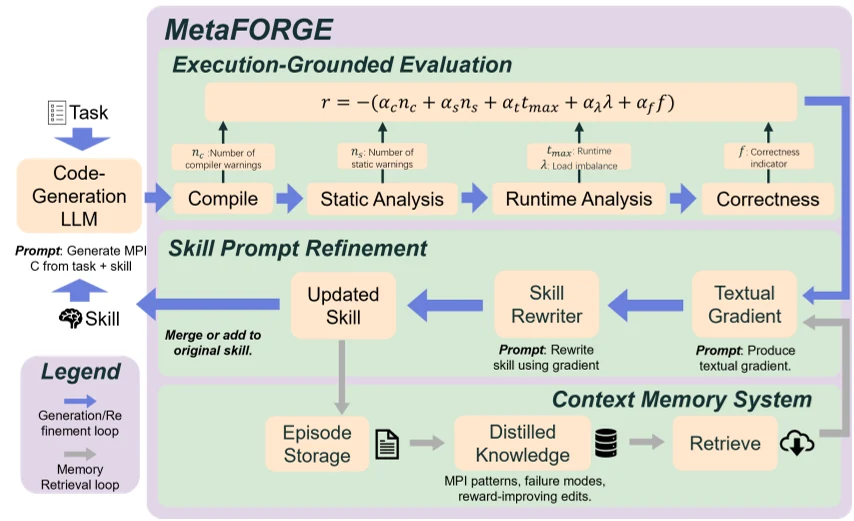 MetaFORGE
Execution-Grounded Evaluation
r = −(α_c n_c + α_s n_s + α_t t_max + α_λ λ + α_f f)
Task
n_c :Number of
compiler warnings
n_s: Number of
static warnings
t_max: Runtime
λ: Load imbalance
f: Correctness
indicator
Code-
Generation
LLM
Compile
Static Analysis
Runtime Analysis
Correctness
Prompt: Generate MPI
C from task + skill
Skill
Skill Prompt Refinement
Updated
Skill
Skill
Rewriter
Textual
Gradient
Merge or add to
original skill.
Prompt: Rewrite
skill using gradient
Prompt: Produce
textual gradient.
Legend
Generation/Re
finement loop
Memory
Retrieval loop
Context Memory System
Episode
Storage
Distilled
Knowledge
Retrieve
MPI patterns, failure modes,
reward-improving edits.